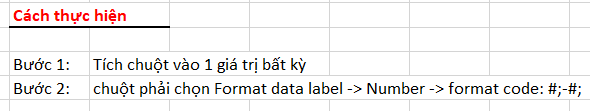 Cách thực hiện
Bước 1: Tích chuột vào 1 giá trị bất kỳ
Bước 2: chuột phải chọn Format data label -> Number -> format code: #;-#;